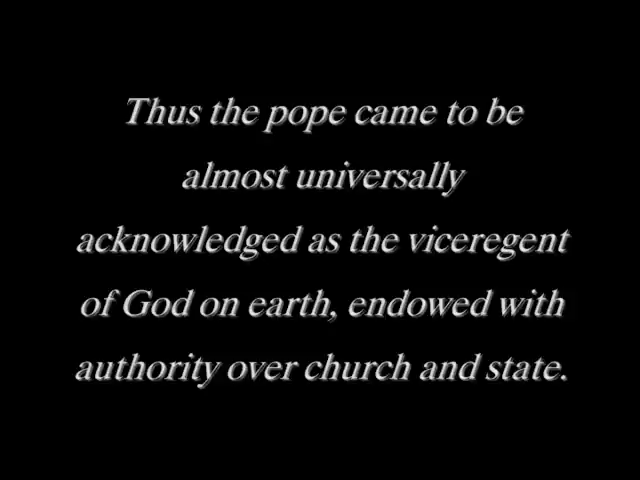 Thus the pope came to be
almost universally
acknowledged as the viceregent
of God on earth, endowed with
authority over church and state.